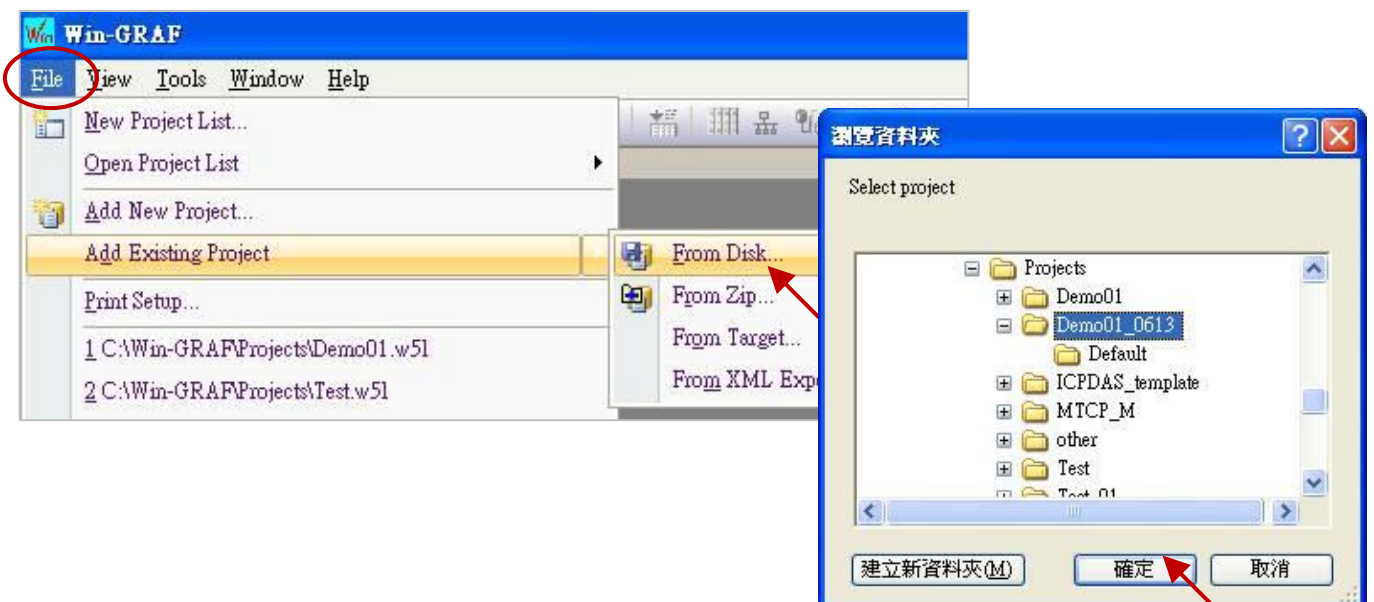 Win-GRAF
File View Tools Window Help
New Project List...
Open Project List
Add New Project...
Add Existing Project
Print Setup...
1 C:\Win-GRAF\Projects\Demo01.w5l
2 C:\Win-GRAF\Projects\Test.w5l
From Disk...
From Zip...
From Target...
From XML Expo
瀏覽資料夾
Select project
Projects
Demo01
Demo01_0613
Default
ICPDAS_template
MTCP_M
other
Test
Test_01
建立新資料夾(M) 確定 取消